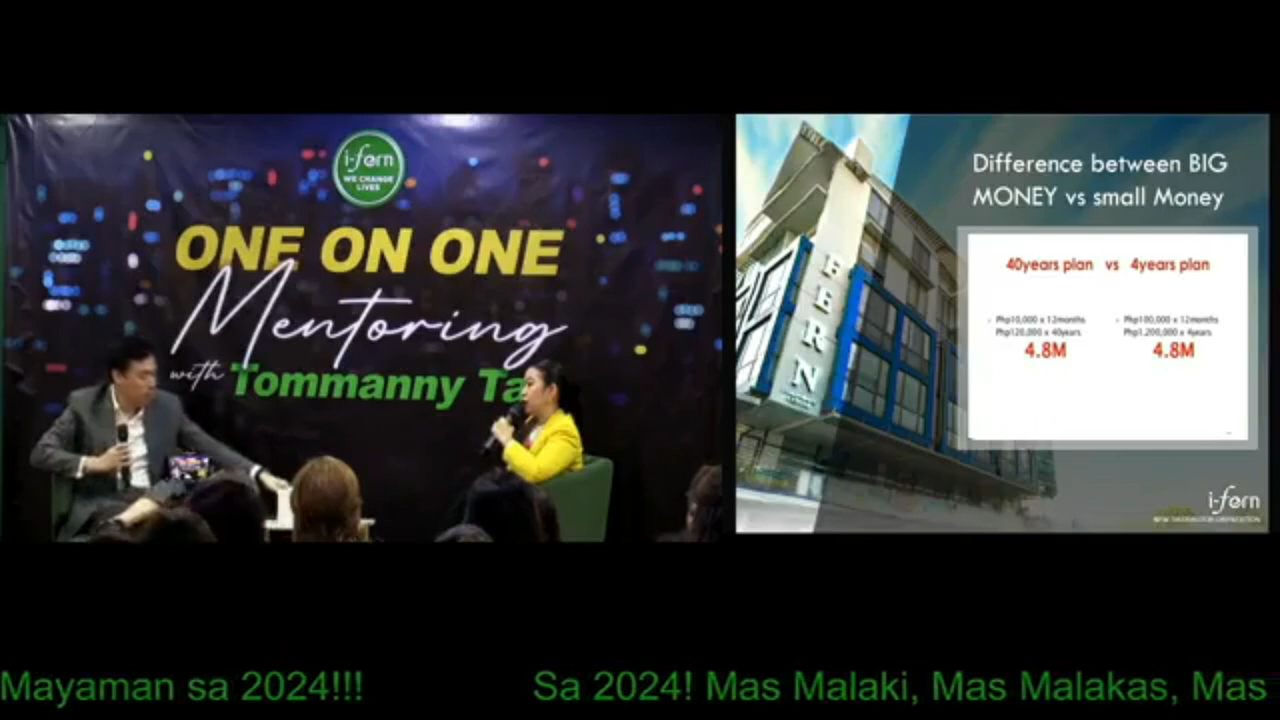 i-fern
WE CHANGE
LIVES
ONE ON ONE
Mentoring
with Tommanny Ta
FERN
Difference between BIG
MONEY vs small Money
40years plan vs 4years plan
Php10,000 x 12months
Php120,000 x 40years
4.8M
Php100,000 x 12months
Php1,200,000 x 4years
4.8M
i-fern
Mayaman sa 2024!!! Sa 2024! Mas Malaki, Mas Malakas, Mas